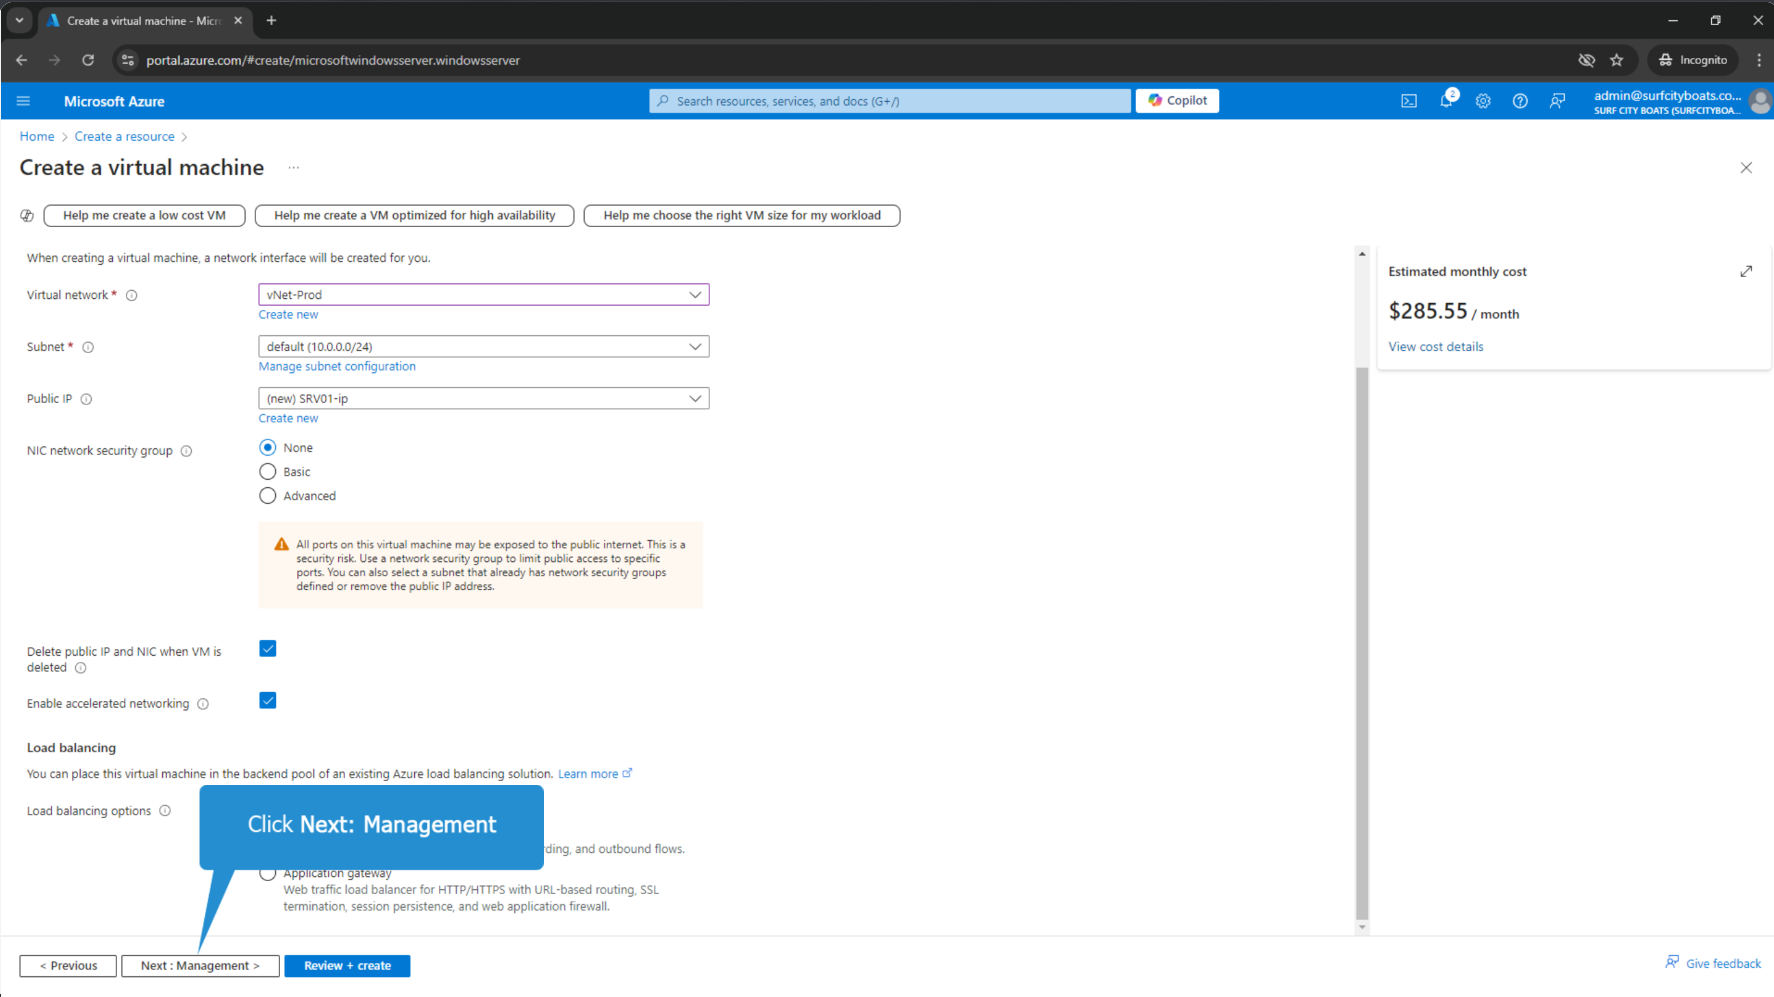 Create a virtual machine - Micr
portal.azure.com/#create/microsoftwindowsserver.windowsserver
Incognito
Microsoft Azure
Search resources, services, and docs (G+/)
Copilot
2
admin@surfcityboats.co...
SURF CITY BOATS (SURFCITYBOA...
Home > Create a resource >
Create a virtual machine ...
Help me create a low cost VM
Help me create a VM optimized for high availability
Help me choose the right VM size for my workload
When creating a virtual machine, a network interface will be created for you.
Virtual network *
vNet-Prod
Create new
Subnet *
default (10.0.0.0/24)
Manage subnet configuration
Public IP
(new) SRV01-ip
Create new
NIC network security group
None
Basic
Advanced
All ports on this virtual machine may be exposed to the public internet. This is a
security risk. Use a network security group to limit public access to specific
ports. You can also select a subnet that already has network security groups
defined or remove the public IP address.
Delete public IP and NIC when VM is
deleted
Enable accelerated networking
Load balancing
You can place this virtual machine in the backend pool of an existing Azure load balancing solution. Learn more
Load balancing options
Click Next: Management
rding, and outbound flows.
Application gateway
Web traffic load balancer for HTTP/HTTPS with URL-based routing, SSL
termination, session persistence, and web application firewall.
Estimated monthly cost
$285.55 / month
View cost details
< Previous
Next : Management >
Review + create
Give feedback